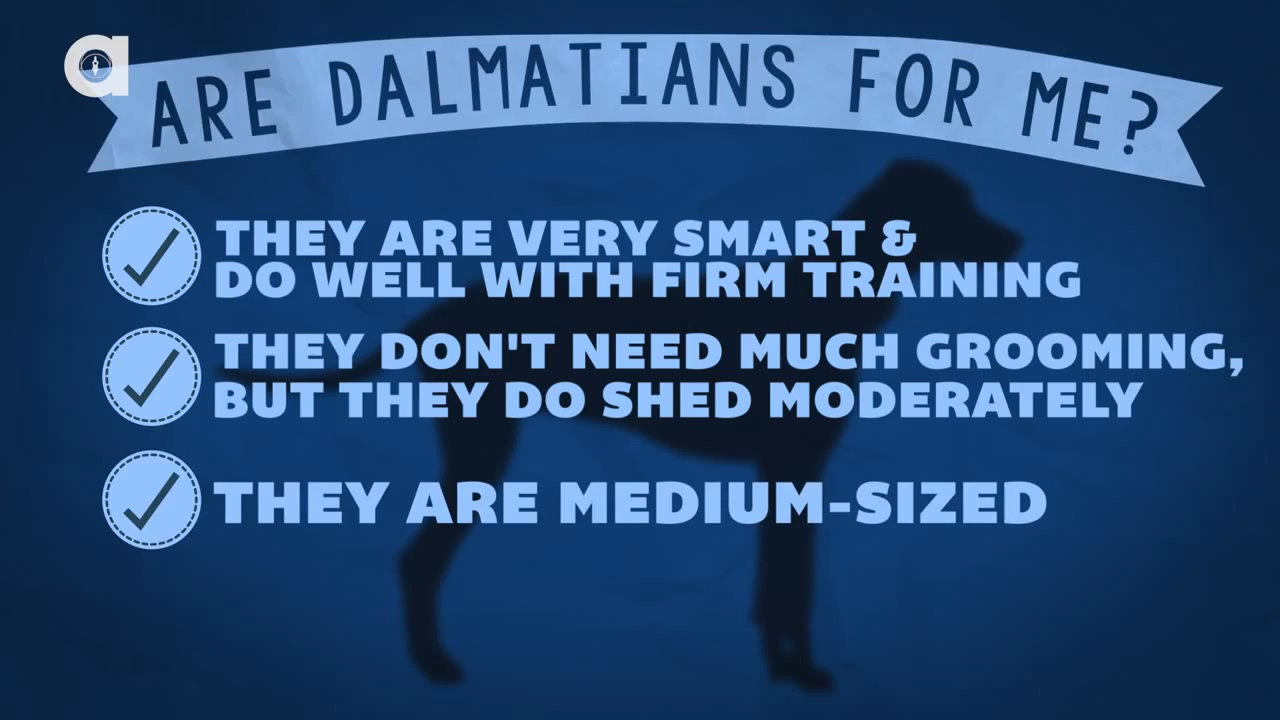 a
ARE DALMATIANS FOR ME?
THEY ARE VERY SMART &
DO WELL WITH FIRM TRAINING
THEY DON'T NEED MUCH GROOMING,
BUT THEY DO SHED MODERATELY
THEY ARE MEDIUM-SIZED